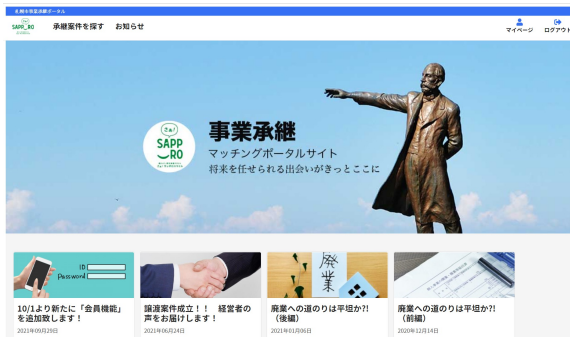 札幌市事業承継ポータル
SAPP_RO
承継案件を探す　お知らせ
マイページ　ログアウト
さぁ!
SAPP
RO
事業承継
マッチングポータルサイト
将来を任せられる出会いがきっとここに
ID
Password
廃業
10/1より新たに「会員機能」
を追加致します！
2021年09月29日
譲渡案件成立！！　経営者の
声をお届けします！
2021年06月24日
廃業への道のりは平坦か?!
（後編）
2021年01月06日
廃業への道のりは平坦か?!
（前編）
2020年12月14日